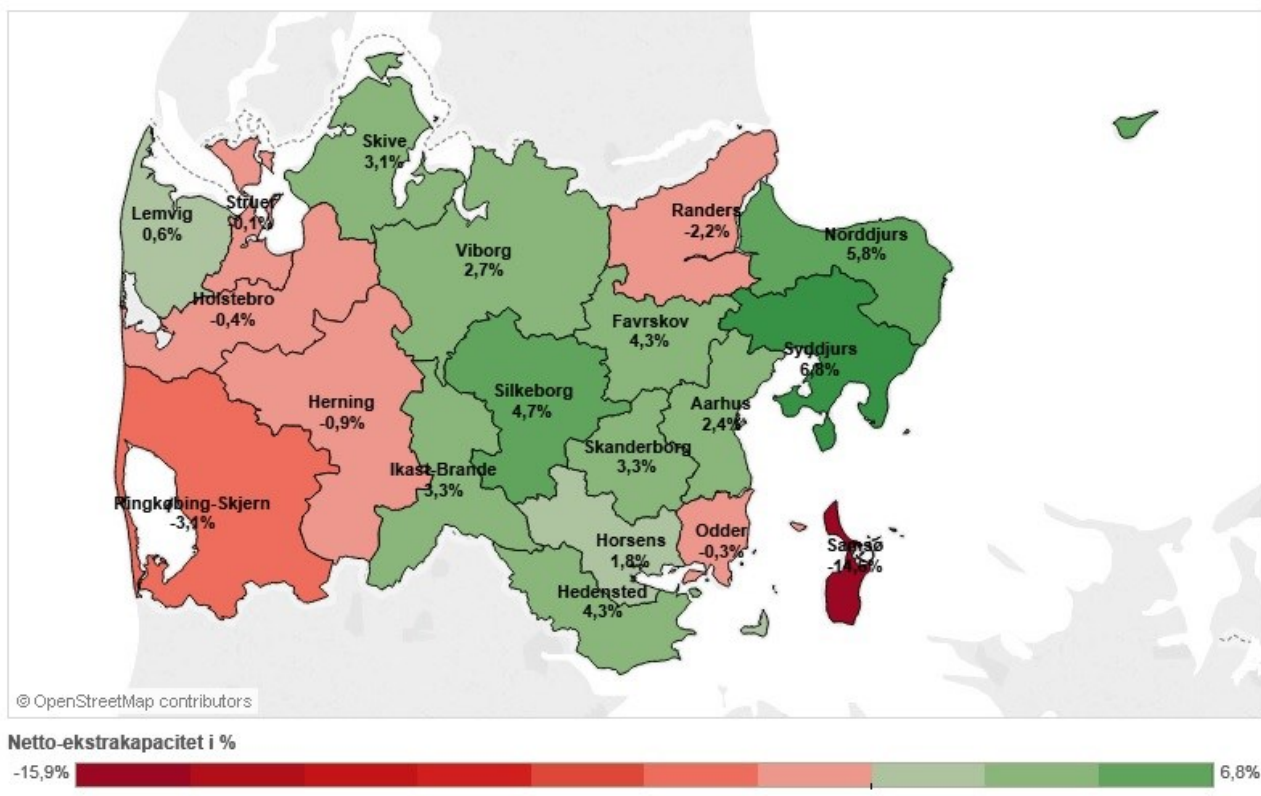 Skive
3,1%
Lemvig
0,6%
Struer
-0,1%
Randers
-2,2%
Norddjurs
5,8%
Viborg
2,7%
Holstebro
-0,4%
Favrskov
4,3%
Syddjurs
6,8%
Silkeborg
4,7%
Herning
-0,9%
Aarhus
2,4%
Skanderborg
3,3%
Ikast-Brande
3,3%
Ringkøbing-Skjern
-3,1%
Horsens
1,8%
Odder
-0,3%
Samsø
-14,6%
Hedensted
4,3%
© OpenStreetMap contributors
Netto-ekstrakapacitet i %
-15,9%
6,8%